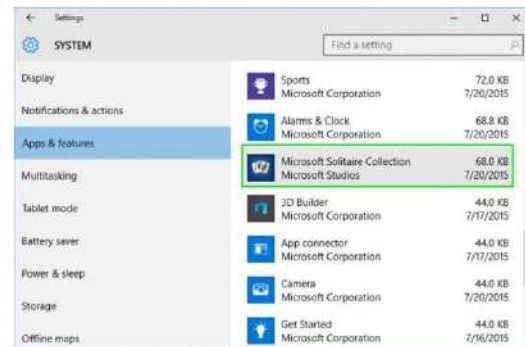 Settings
SYSTEM
Find a setting
Display
Notifications & actions
Apps & features
Multitasking
Tablet mode
Battery saver
Power & sleep
Storage
Offline maps
Sports 72.0 KB
Microsoft Corporation 7/20/2015
Alarms & Clock 68.8 KB
Microsoft Corporation 7/20/2015
Microsoft Solitaire Collection 68.0 KB
Microsoft Studios 7/20/2015
3D Builder 44.0 KB
Microsoft Corporation 7/17/2015
App connector 44.0 KB
Microsoft Corporation 7/17/2015
Camera 44.0 KB
Microsoft Corporation 7/20/2015
Get Started 44.0 KB
Microsoft Corporation 7/16/2015